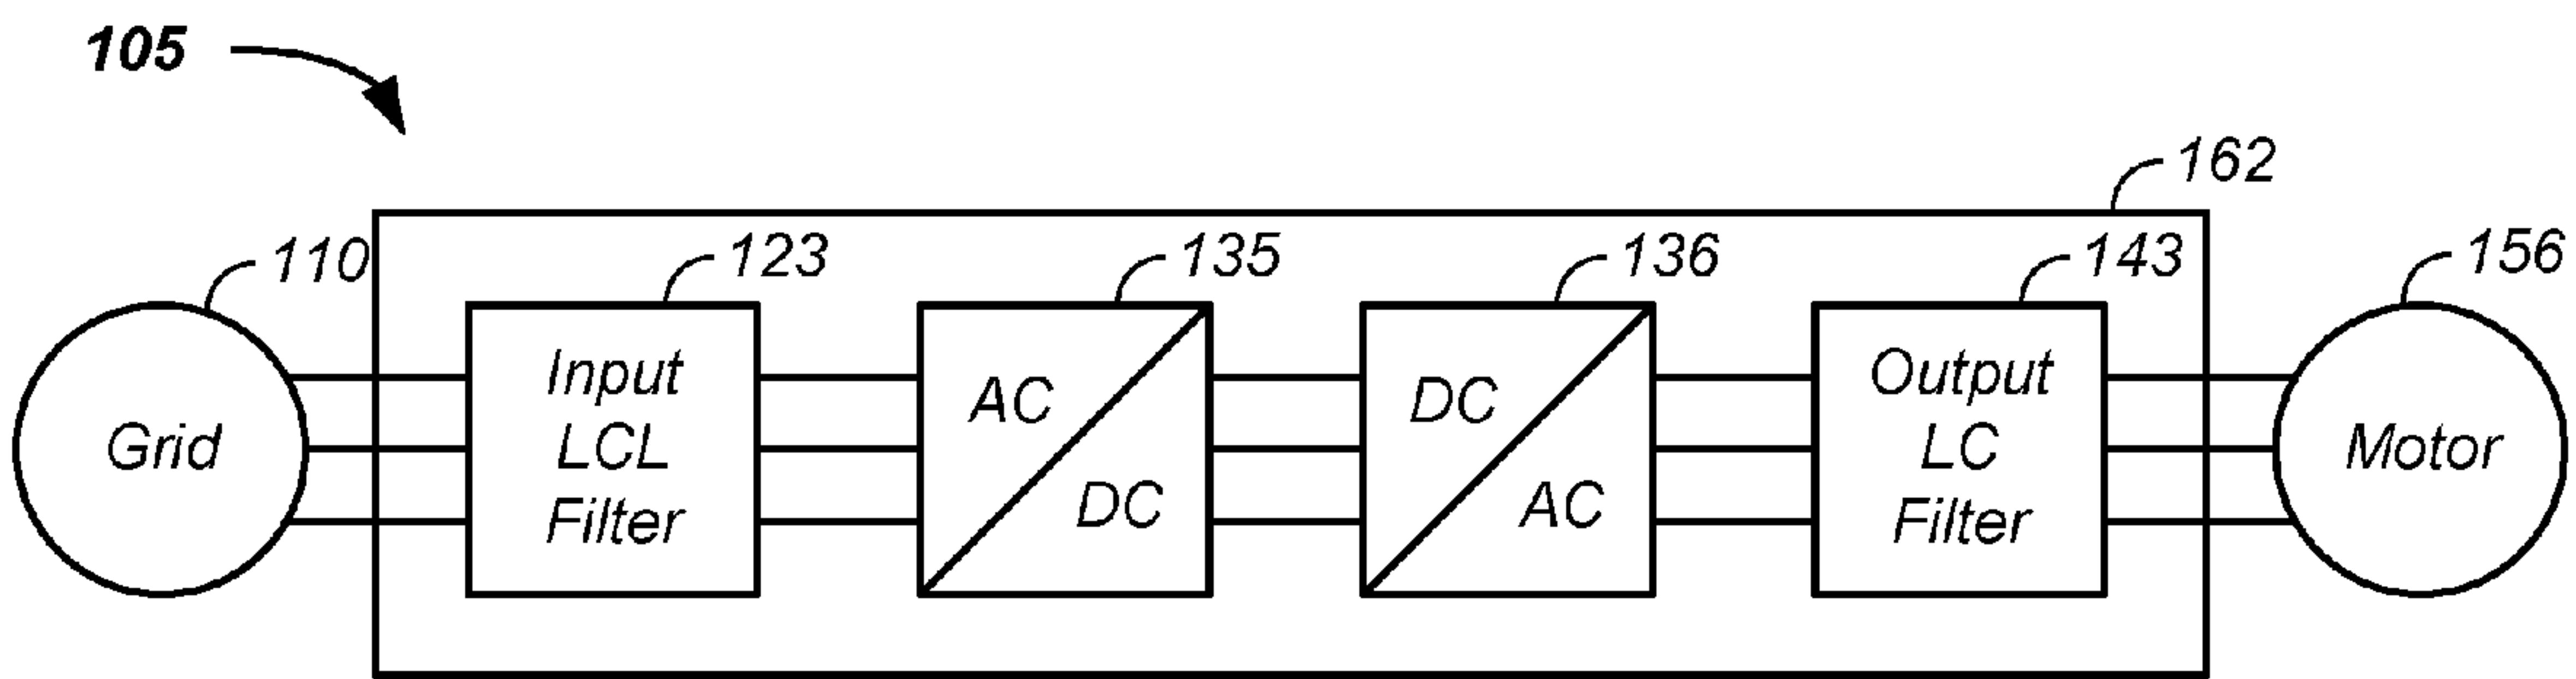 105
162
110
123
135
136
143
156
Grid
Input
LCL
Filter
AC
DC
DC
AC
Output
LC
Filter
Motor